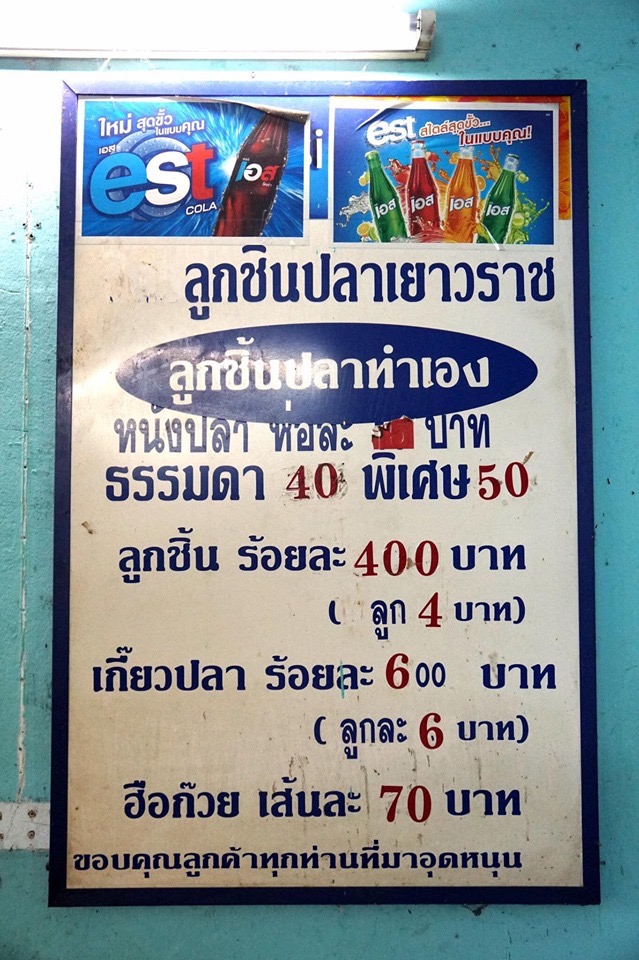 ใหม่ สุดขั้ว
ในแบบคุณ
เอส
est
COLA
เอส
est สไตล์สุดขั้ว...
ในแบบคุณ!
เอส เอส เอส เอส
ลูกชิ้นปลาเยาวราช
ลูกชิ้นปลาทำเอง
หนังปลา ห่อละ บาท
ธรรมดา 40 พิเศษ 50
ลูกชิ้น ร้อยละ 400 บาท
( ลูก 4 บาท)
เกี๊ยวปลา ร้อยละ 600 บาท
( ลูกละ 6 บาท)
ฮือก๊วย เส้นละ 70 บาท
ขอบคุณลูกค้าทุกท่านที่มาอุดหนุน